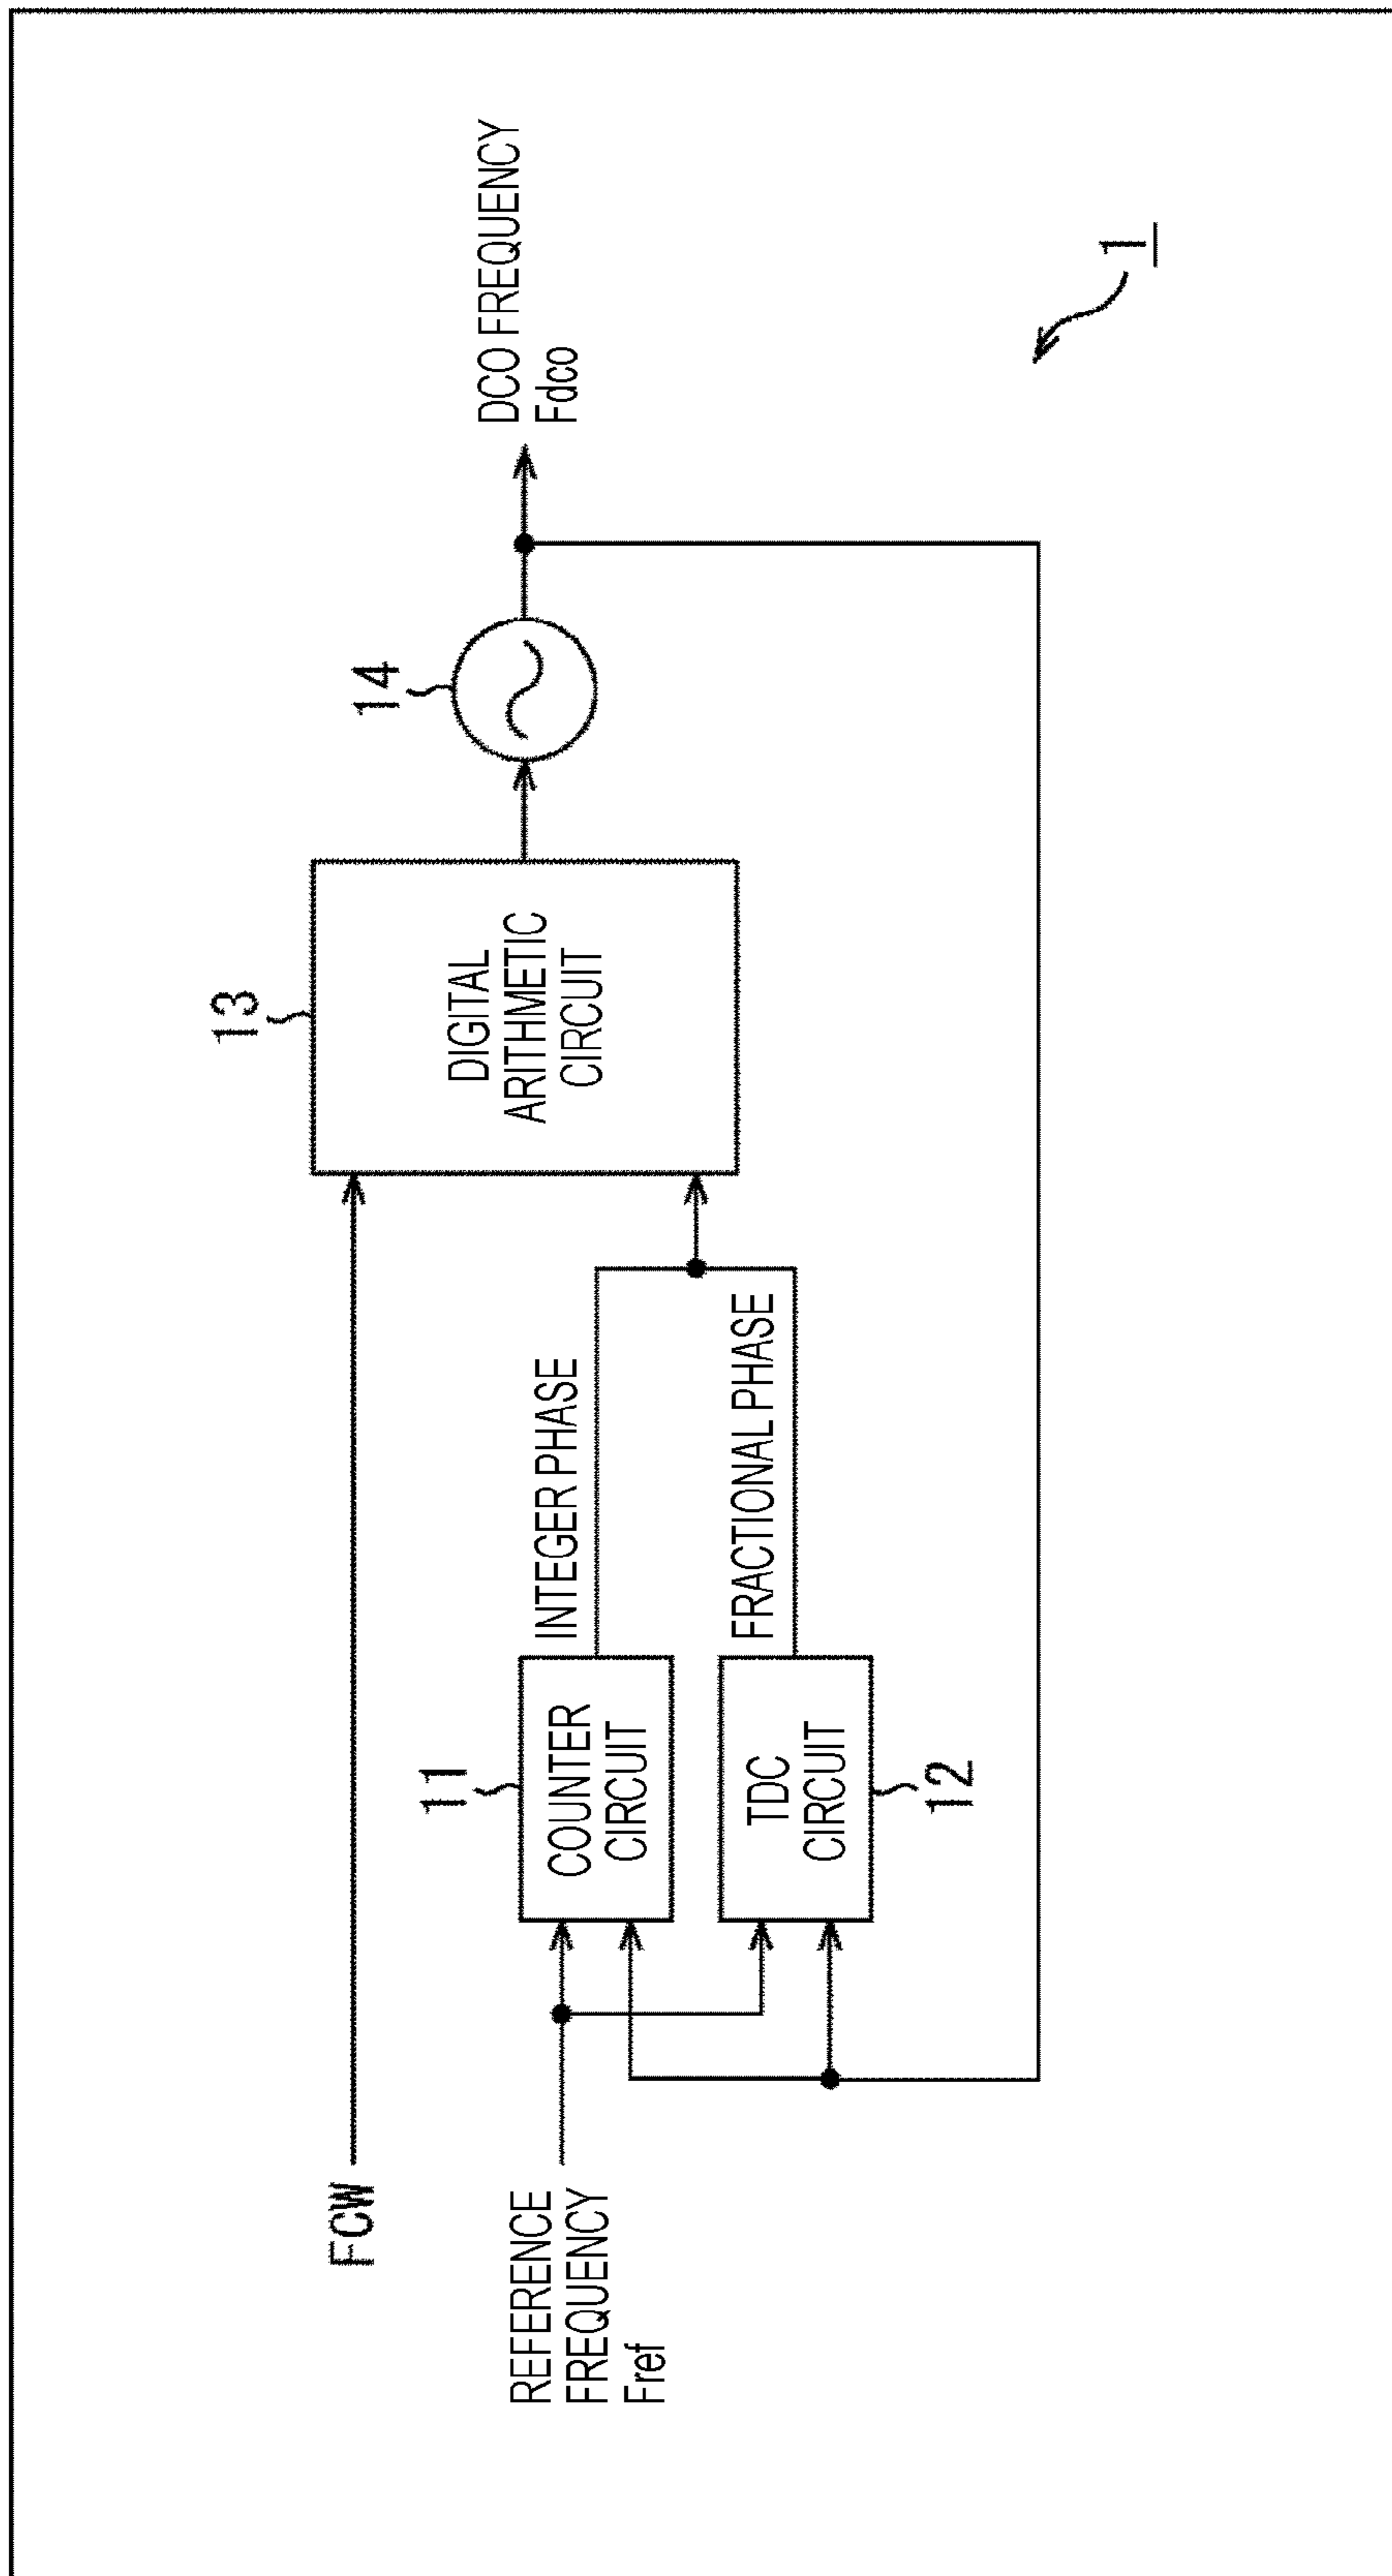 FCW
REFERENCE
FREQUENCY
Fref
11
COUNTER
CIRCUIT
INTEGER PHASE
TDC
CIRCUIT
12
FRACTIONAL PHASE
13
DIGITAL
ARITHMETIC
CIRCUIT
14
DCO FREQUENCY
Fdco
1